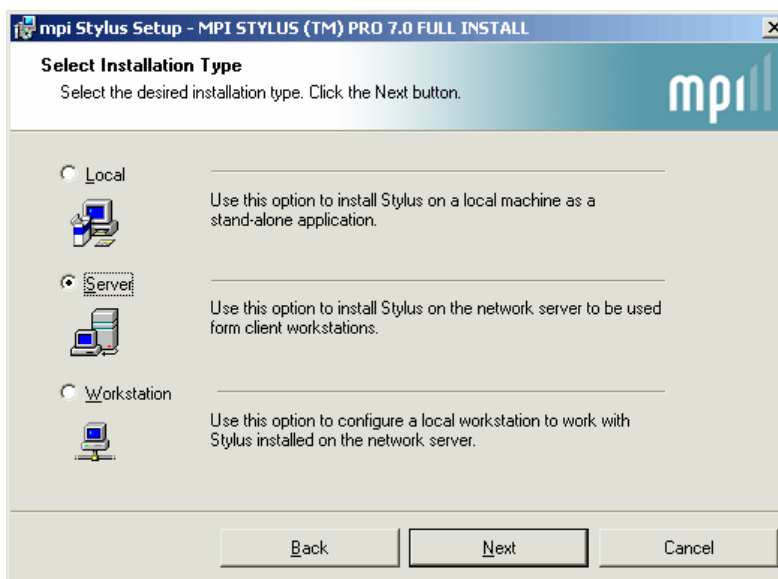 mpi Stylus Setup - MPI STYLUS (TM) PRO 7.0 FULL INSTALL
Select Installation Type
Select the desired installation type. Click the Next button.
mpi
Local
Use this option to install Stylus on a local machine as a
stand-alone application.
Server
Use this option to install Stylus on the network server to be used
form client workstations.
Workstation
Use this option to configure a local workstation to work with
Stylus installed on the network server.
Back
Next
Cancel